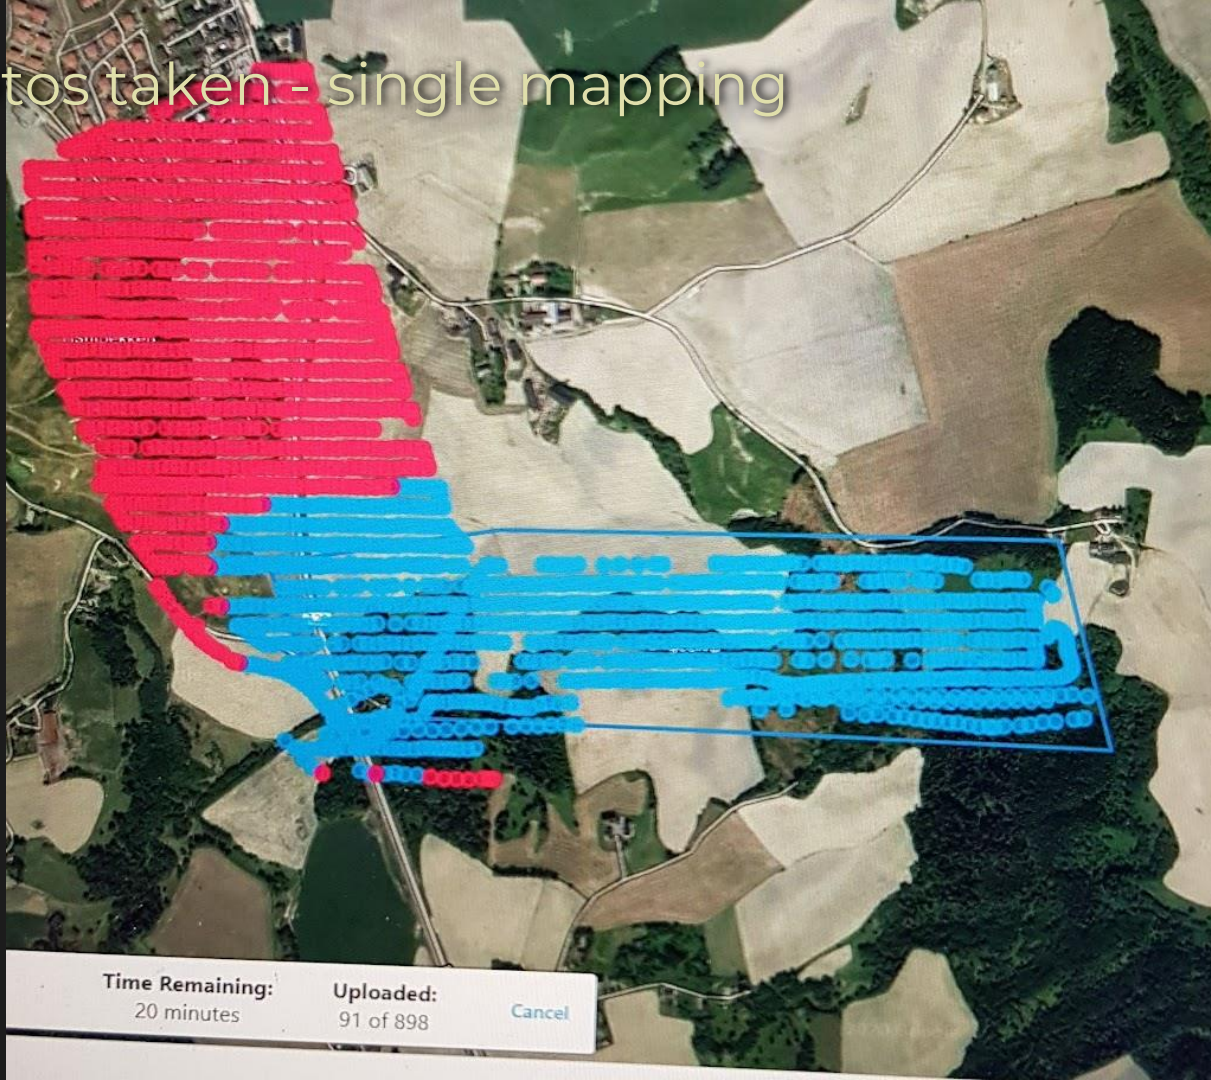 tos taken - single mapping
Time Remaining:
20 minutes
Uploaded:
91 of 898
Cancel